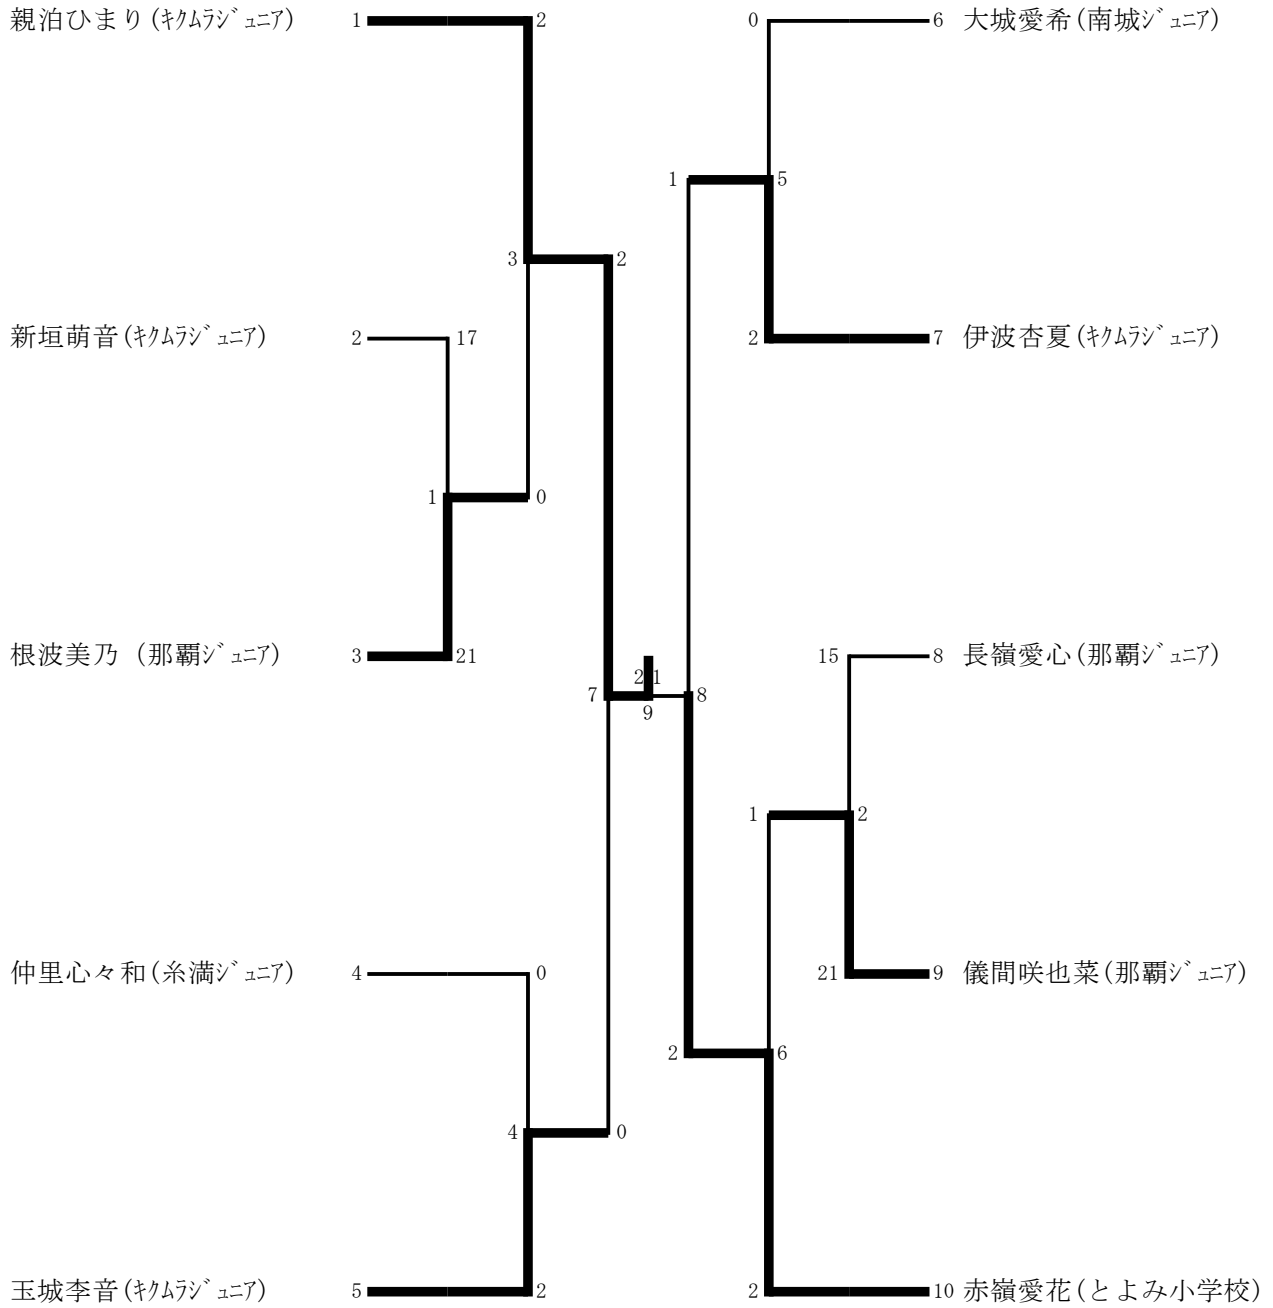 親泊ひまり(ｷｸﾑﾗｼﾞｭﾆｱ) 1 2 0 6 大城愛希(南城ｼﾞｭﾆｱ)
1 5
3 2
新垣萌音(ｷｸﾑﾗｼﾞｭﾆｱ) 2 17 2 7 伊波杏夏(ｷｸﾑﾗｼﾞｭﾆｱ)
1 0
根波美乃 (那覇ｼﾞｭﾆｱ) 3 21 15 8 長嶺愛心(那覇ｼﾞｭﾆｱ)
2 1
7 8
9
1 2
仲里心々和(糸満ｼﾞｭﾆｱ) 4 0 21 9 儀間咲也菜(那覇ｼﾞｭﾆｱ)
2 6
4 0
玉城李音(ｷｸﾑﾗｼﾞｭﾆｱ) 5 2 2 10 赤嶺愛花(とよみ小学校)